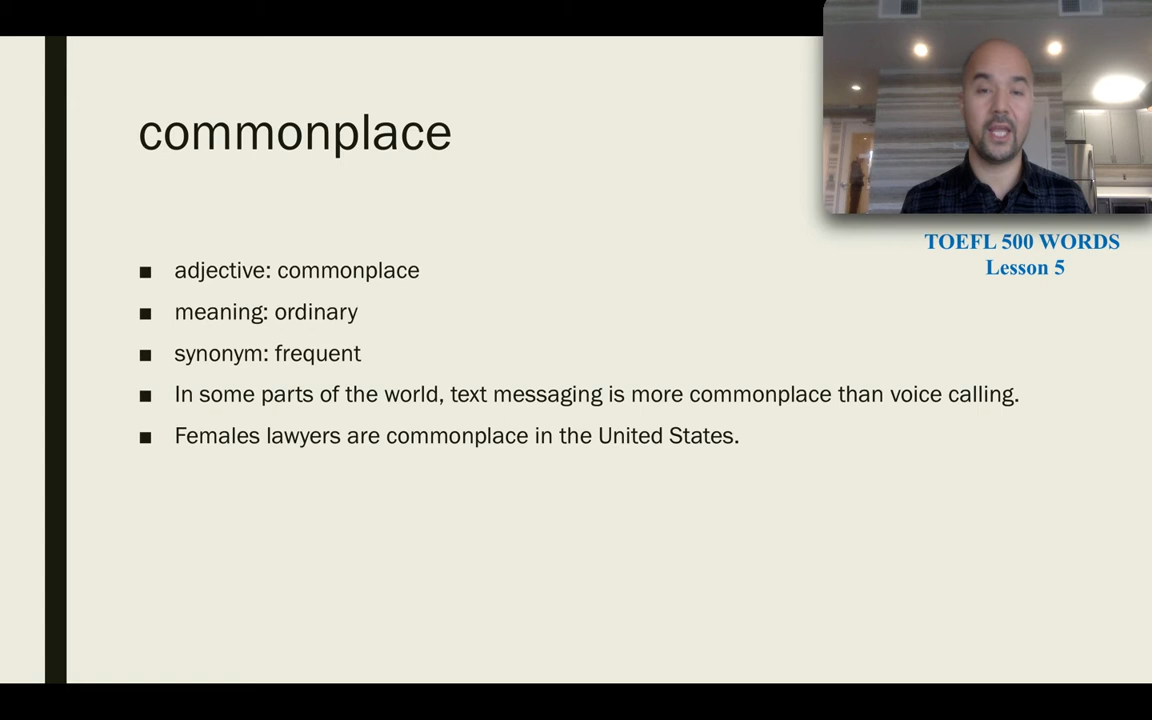 commonplace
TOEFL 500 WORDS
Lesson 5
■ adjective: commonplace
■ meaning: ordinary
■ synonym: frequent
■ In some parts of the world, text messaging is more commonplace than voice calling.
■ Females lawyers are commonplace in the United States.